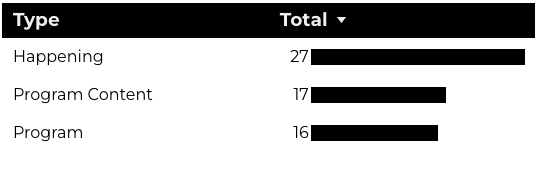 Type Total
Happening 27
Program Content 17
Program 16